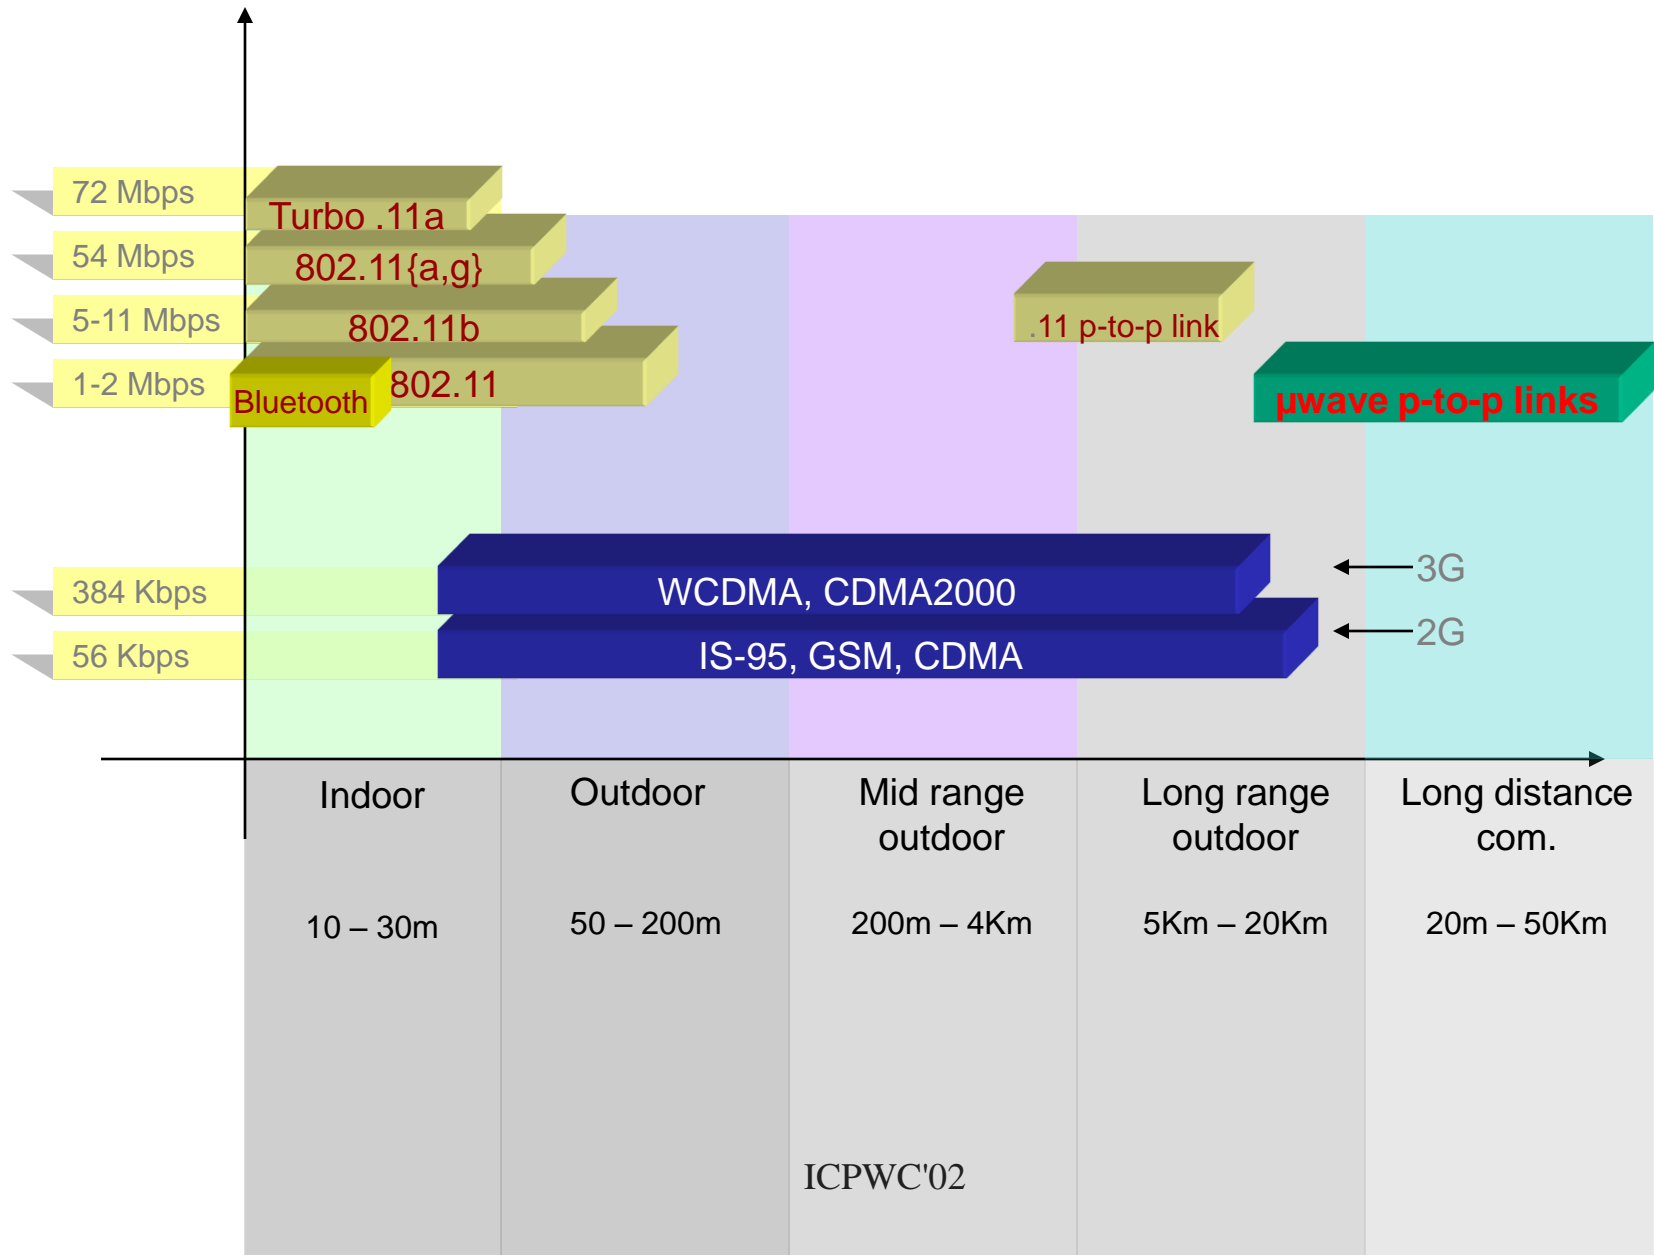 72 Mbps
Turbo .11a
54 Mbps
802.11{a,g}
5-11 Mbps
802.11b
.11 p-to-p link
1-2 Mbps
Bluetooth
802.11
µwave p-to-p links
384 Kbps
WCDMA, CDMA2000
3G
56 Kbps
IS-95, GSM, CDMA
2G
Indoor
Outdoor
Mid range
outdoor
Long range
outdoor
Long distance
com.
10 – 30m
50 – 200m
200m – 4Km
5Km – 20Km
20m – 50Km
ICPWC'02